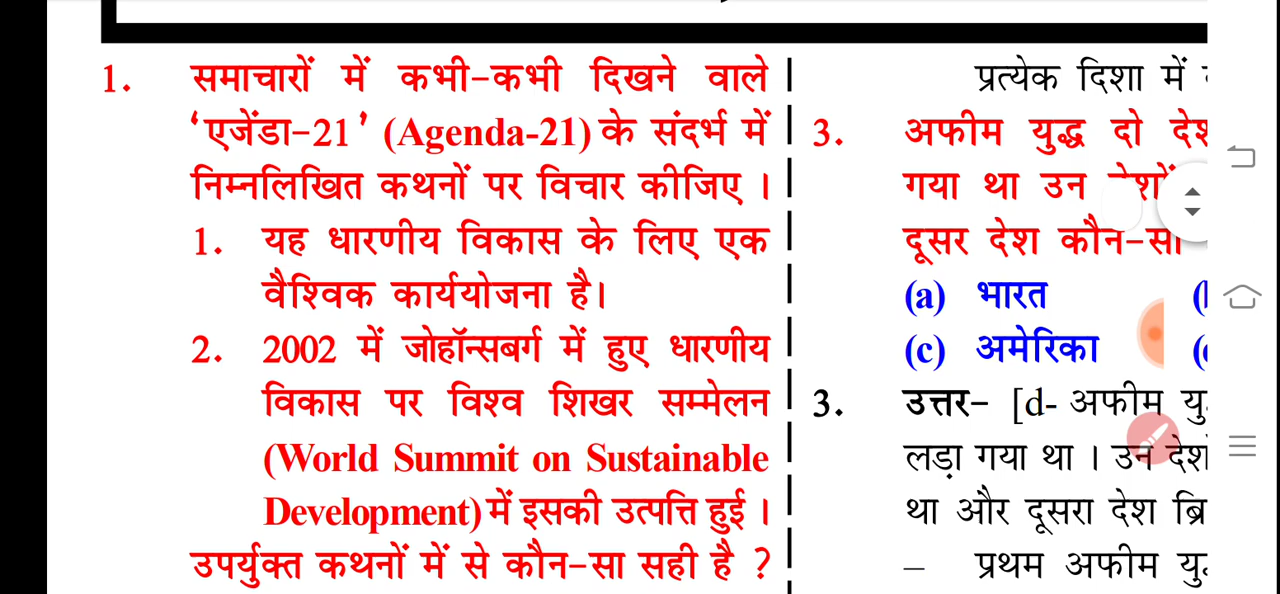 1. समाचारों में कभी-कभी दिखने वाले
‘एजेंडा-21’ (Agenda-21) के संदर्भ में
निम्नलिखित कथनों पर विचार कीजिए ।
1. यह धारणीय विकास के लिए एक
वैश्विक कार्ययोजना है।
2. 2002 में जोहॉन्सबर्ग में हुए धारणीय
विकास पर विश्व शिखर सम्मेलन
(World Summit on Sustainable
Development) में इसकी उत्पत्ति हुई ।
उपर्युक्त कथनों में से कौन-सा सही है ?
प्रत्येक दिशा में
3. अफीम युद्ध दो
गया था उन
दूसर देश कौन-सा
(a) भारत
(c) अमेरिका
3. उत्तर- [d- अफीम
लड़ा गया था । उन
था और दूसरा देश
– प्रथम अफीम